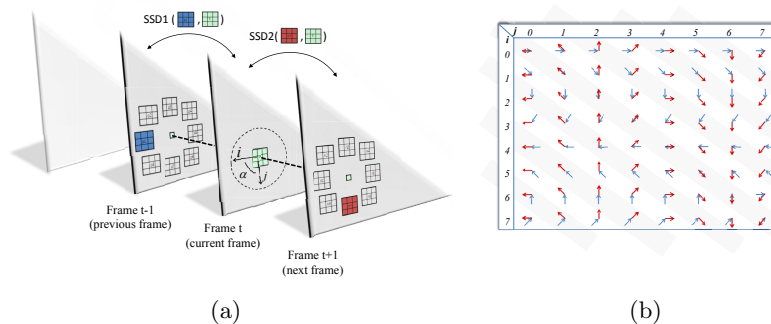 SSD1 ( , )
SSD2( , )
i
α
j
Frame t-1
(previous frame)
Frame t
(current frame)
Frame t+1
(next frame)
(a)
j
i
0 1 2 3 4 5 6 7
0
1
2
3
4
5
6
7
(b)